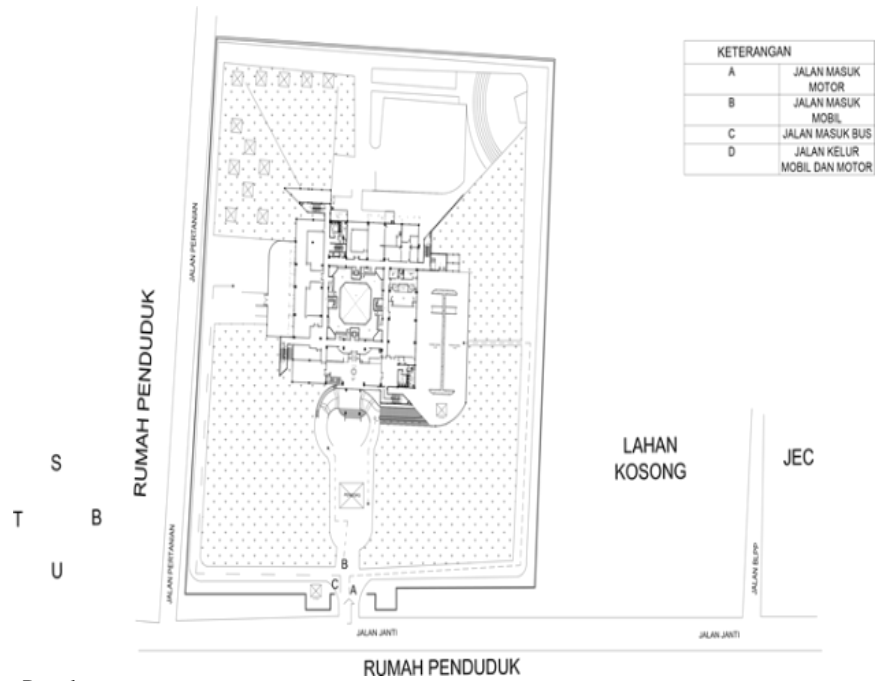 KETERANGAN
A JALAN MASUK
MOTOR
B JALAN MASUK
MOBIL
C JALAN MASUK BUS
D JALAN KELUR
MOBIL DAN MOTOR
JALAN PERTANIAN
RUMAH PENDUDUK
LAHAN
KOSONG
JEC
S
T B
U
JALAN PERTANIAN
JALAN BLPP
B
C
A
JALAN JANTI
JALAN JANTI
RUMAH PENDUDUK